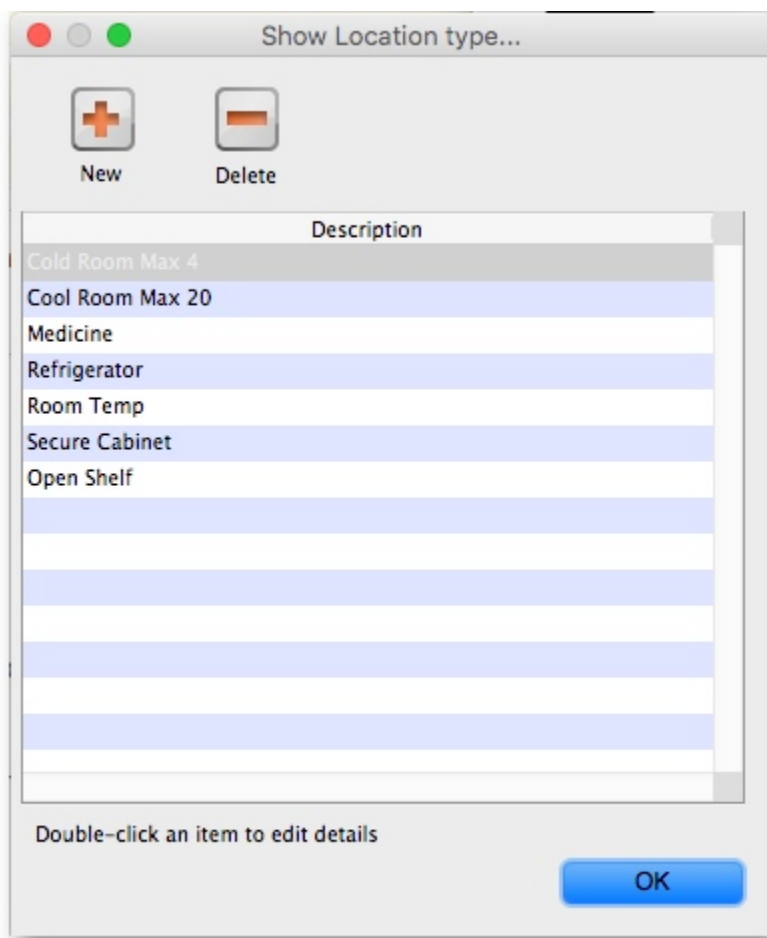 Show Location type...
New Delete
Description
Cold Room Max 4
Cool Room Max 20
Medicine
Refrigerator
Room Temp
Secure Cabinet
Open Shelf
Double-click an item to edit details
OK